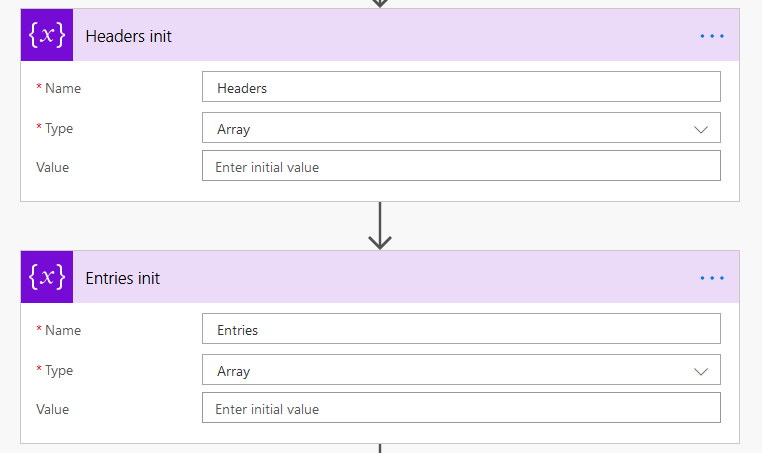 {x} Headers init ...
* Name Headers
* Type Array
Value Enter initial value
{x} Entries init ...
* Name Entries
* Type Array
Value Enter initial value